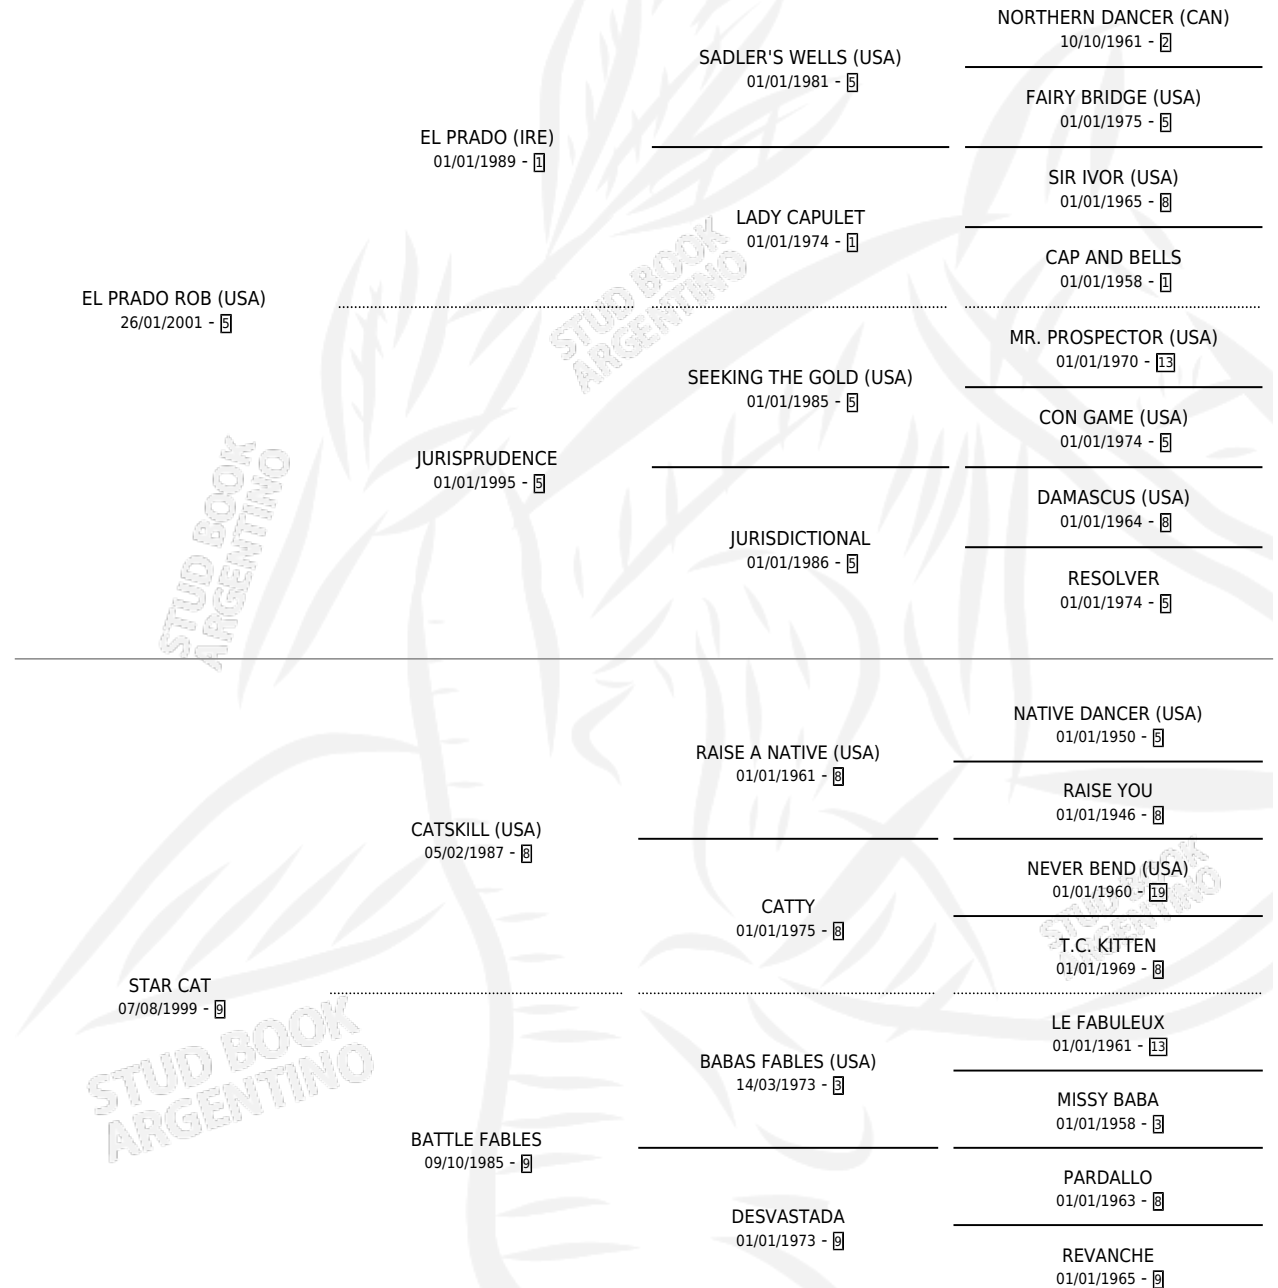 NORTHERN DANCER (CAN)
10/10/1961 - 2
SADLER'S WELLS (USA)
01/01/1981 - 5
FAIRY BRIDGE (USA)
01/01/1975 - 5
EL PRADO (IRE)
01/01/1989 - 1
SIR IVOR (USA)
01/01/1965 - 8
LADY CAPULET
01/01/1974 - 1
CAP AND BELLS
01/01/1958 - 1
EL PRADO ROB (USA)
26/01/2001 - 5
MR. PROSPECTOR (USA)
01/01/1970 - 13
SEEKING THE GOLD (USA)
01/01/1985 - 5
CON GAME (USA)
01/01/1974 - 5
JURISPRUDENCE
01/01/1995 - 5
DAMASCUS (USA)
01/01/1964 - 8
JURISDICTIONAL
01/01/1986 - 5
RESOLVER
01/01/1974 - 5
NATIVE DANCER (USA)
01/01/1950 - 5
RAISE A NATIVE (USA)
01/01/1961 - 8
RAISE YOU
01/01/1946 - 8
CATSKILL (USA)
05/02/1987 - 8
NEVER BEND (USA)
01/01/1960 - 19
CATTY
01/01/1975 - 8
T.C. KITTEN
01/01/1969 - 8
STAR CAT
07/08/1999 - 9
LE FABULEUX
01/01/1961 - 13
BABAS FABLES (USA)
14/03/1973 - 3
MISSY BABA
01/01/1958 - 3
BATTLE FABLES
09/10/1985 - 9
PARDALLO
01/01/1963 - 8
DESVASTADA
01/01/1973 - 9
REVANCHE
01/01/1965 - 9
STUD BOOK
ARGENTINO
STUD BOOK
ARGENTINO
STUD BOOK
ARGENTINO
STUD BOOK
ARGENTINO